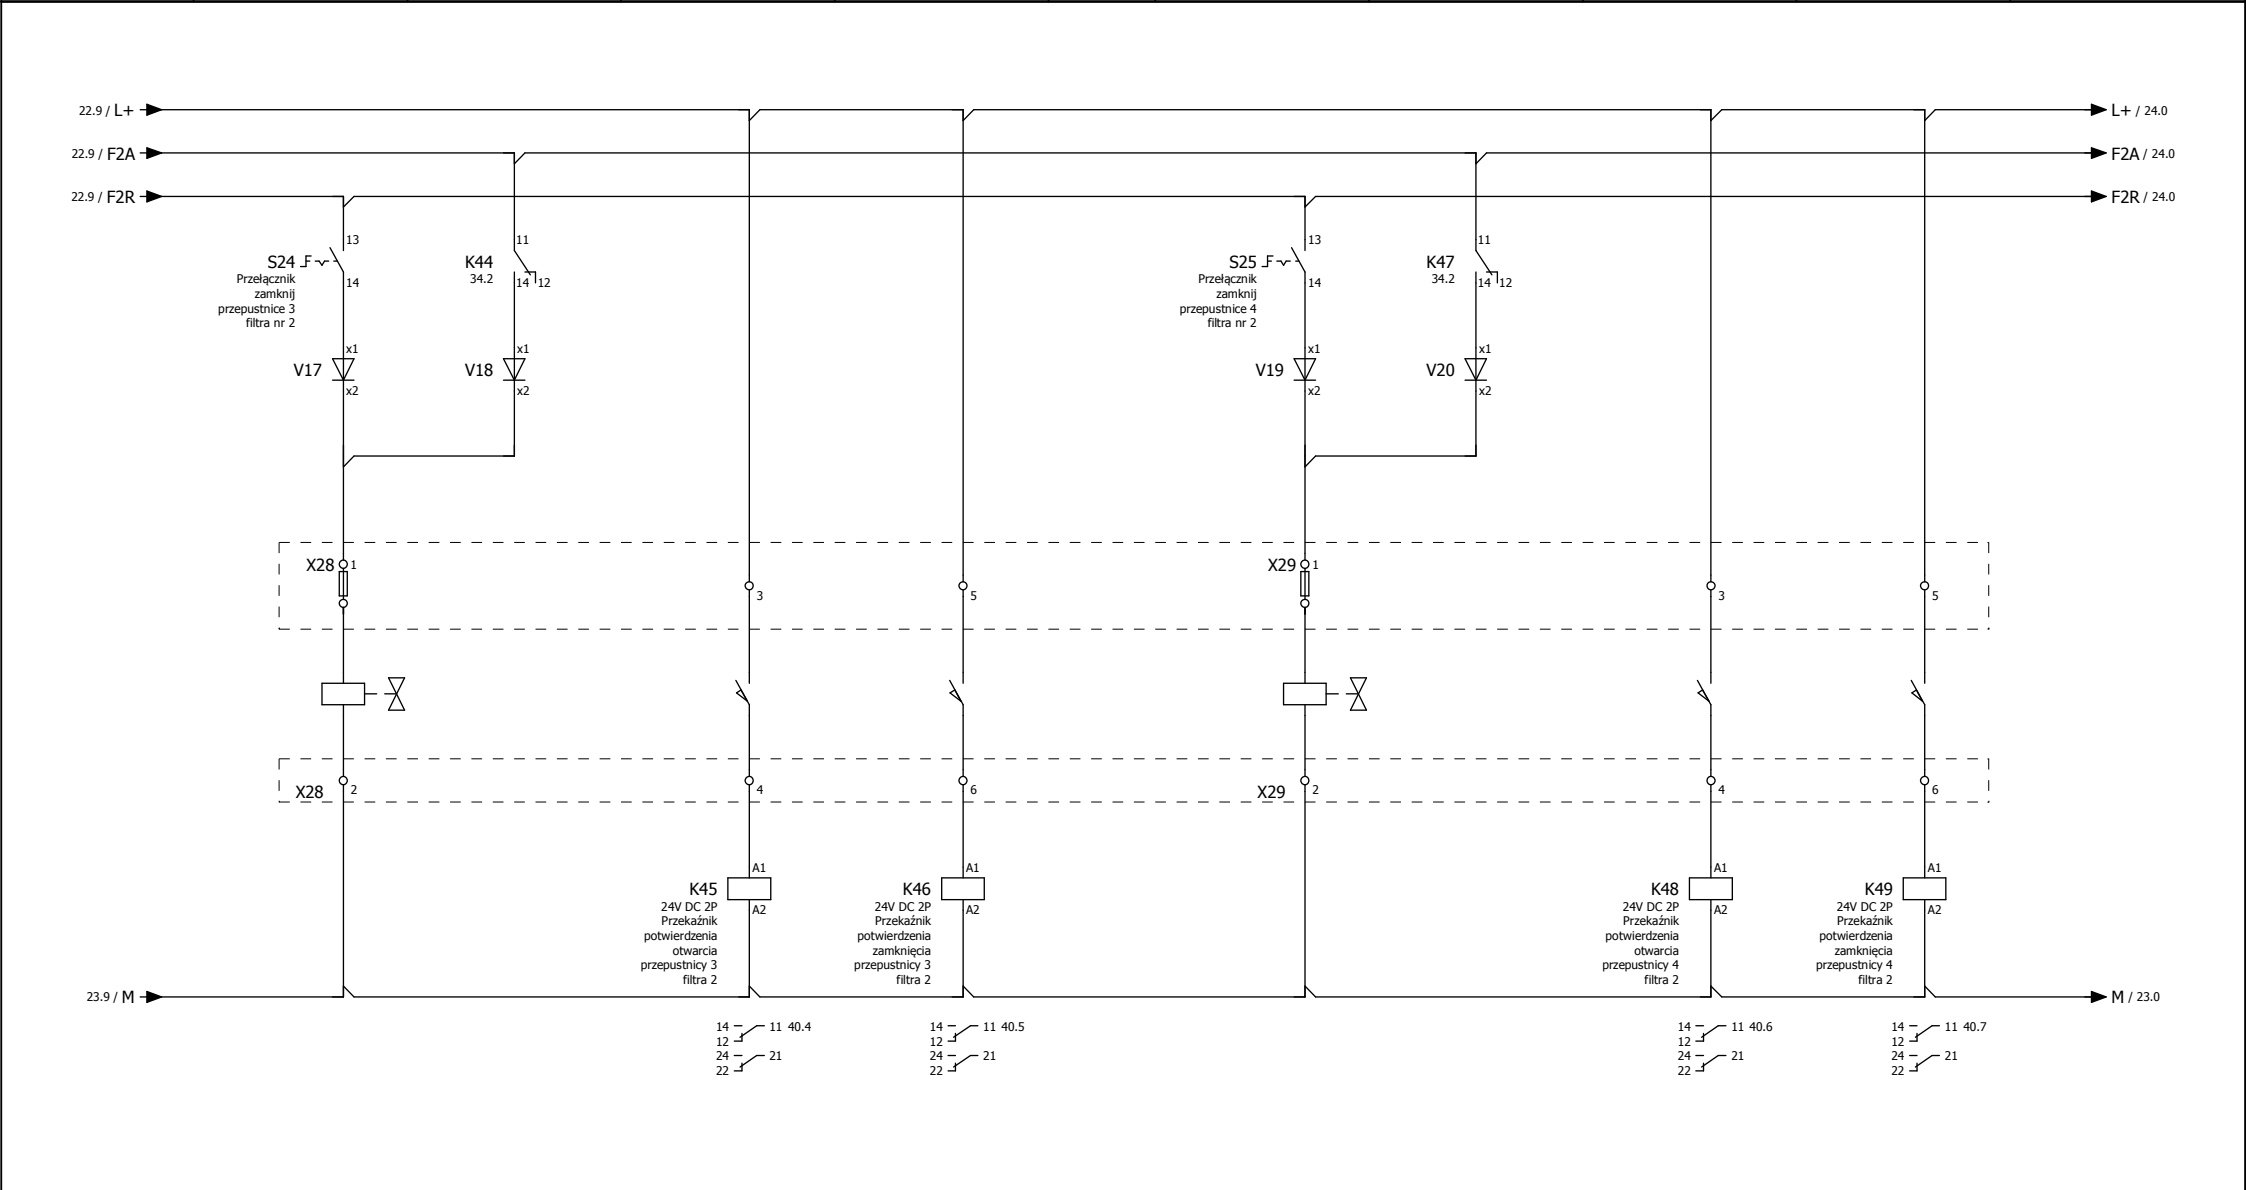 22.9 / L+
L+ / 24.0
22.9 / F2A
F2A / 24.0
22.9 / F2R
F2R / 24.0
13
S24
Przełącznik
zamknij
przepustnice 3
filtra nr 2
14
11
K44
34.2
14
12
13
S25
Przełącznik
zamknij
przepustnice 4
filtra nr 2
14
11
K47
34.2
14
12
x1
V17
x2
x1
V18
x2
x1
V19
x2
x1
V20
x2
X28
1
3
5
X29
1
3
5
X28
2
4
6
X29
2
4
6
A1
K45
24V DC 2P
A2
Przekaźnik
potwierdzenia
otwarcia
przepustnicy 3
filtra 2
A1
K46
24V DC 2P
A2
Przekaźnik
potwierdzenia
zamknięcia
przepustnicy 3
filtra 2
A1
K48
24V DC 2P
A2
Przekaźnik
potwierdzenia
otwarcia
przepustnicy 4
filtra 2
A1
K49
24V DC 2P
A2
Przekaźnik
potwierdzenia
zamknięcia
przepustnicy 4
filtra 2
23.9 / M
M / 23.0
14 11 40.4
12
24 21
22
14 11 40.5
12
24 21
22
14 11 40.6
12
24 21
22
14 11 40.7
12
24 21
22